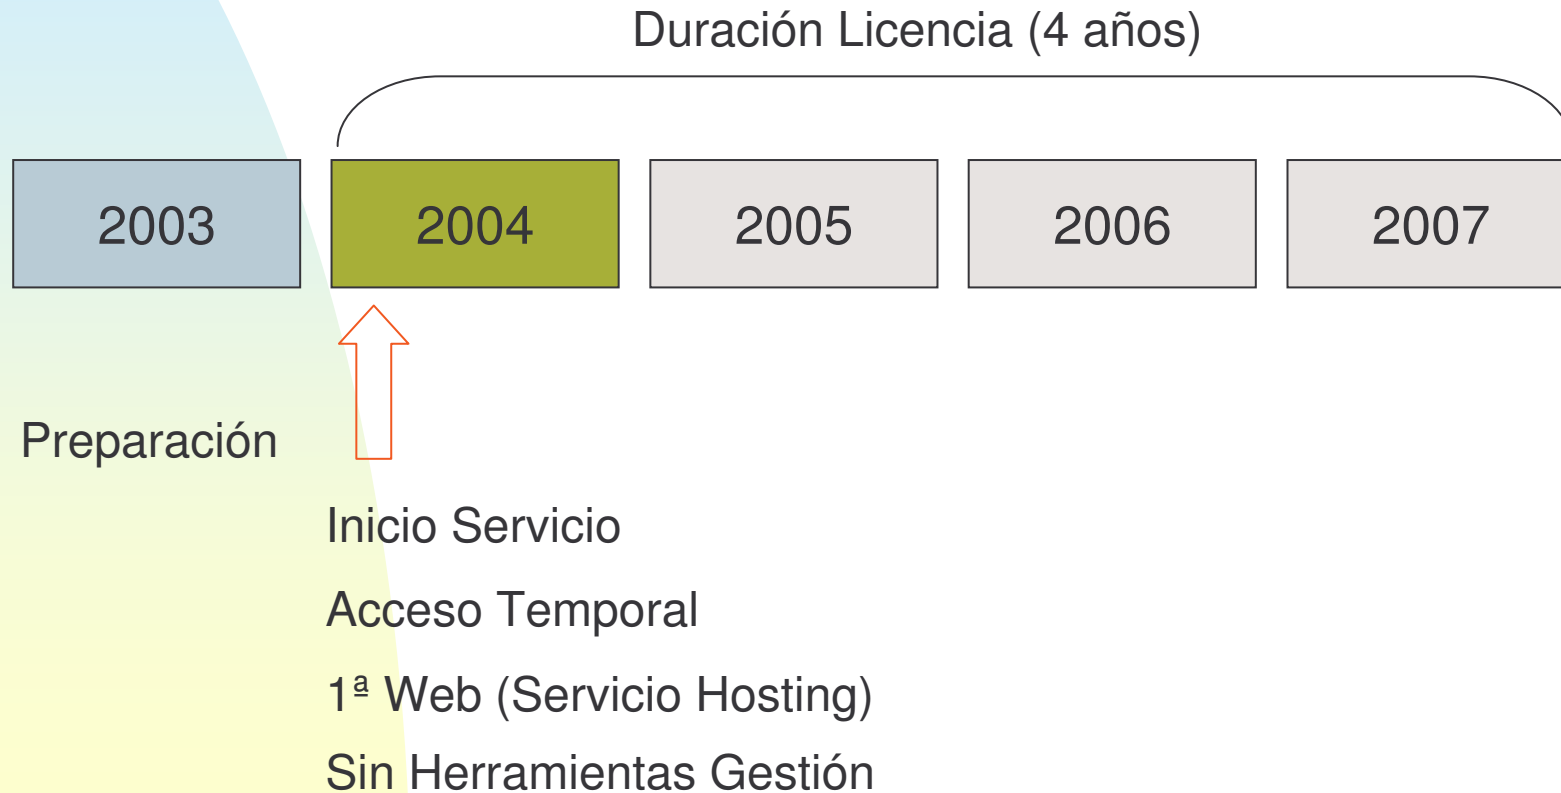 Duración Licencia (4 años)
2003 2004 2005 2006 2007
Preparación
Inicio Servicio
Acceso Temporal
1ª Web (Servicio Hosting)
Sin Herramientas Gestión